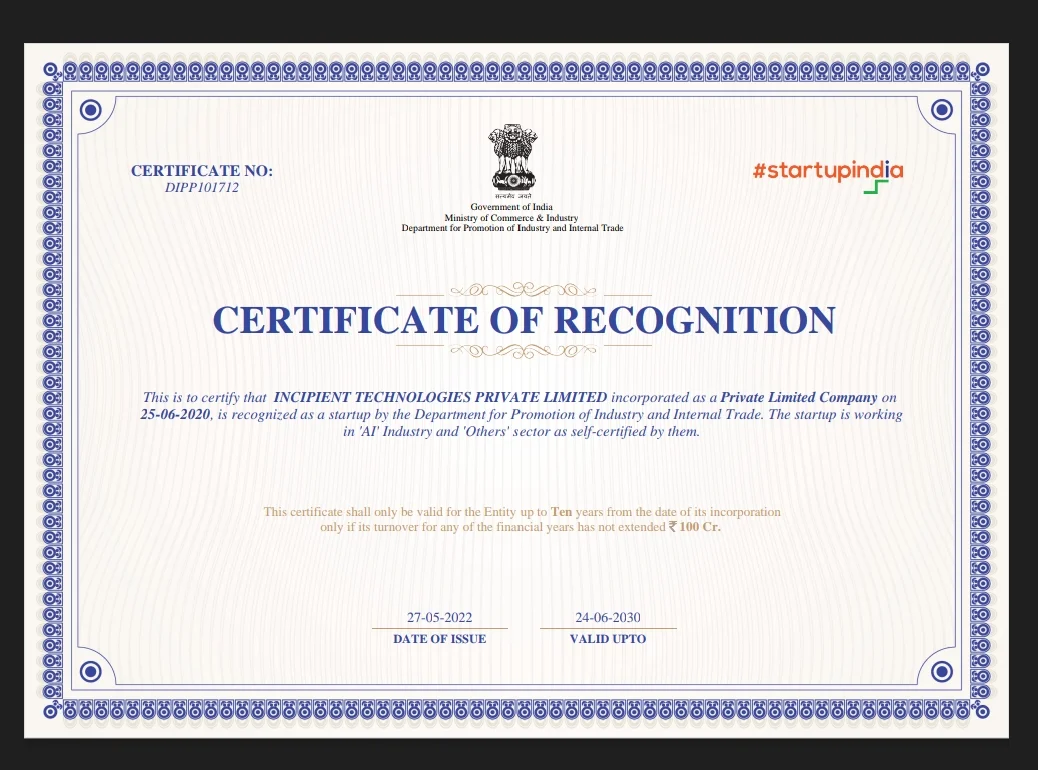 CERTIFICATE NO:
DIPP101712
सत्यमेव जयते
Government of India
Ministry of Commerce & Industry
Department for Promotion of Industry and Internal Trade
#startupindia
CERTIFICATE OF RECOGNITION
This is to certify that INCIPIENT TECHNOLOGIES PRIVATE LIMITED incorporated as a Private Limited Company on
25-06-2020, is recognized as a startup by the Department for Promotion of Industry and Internal Trade. The startup is working
in 'AI' Industry and 'Others' sector as self-certified by them.
This certificate shall only be valid for the Entity up to Ten years from the date of its incorporation
only if its turnover for any of the financial years has not extended ₹ 100 Cr.
27-05-2022
DATE OF ISSUE
24-06-2030
VALID UPTO